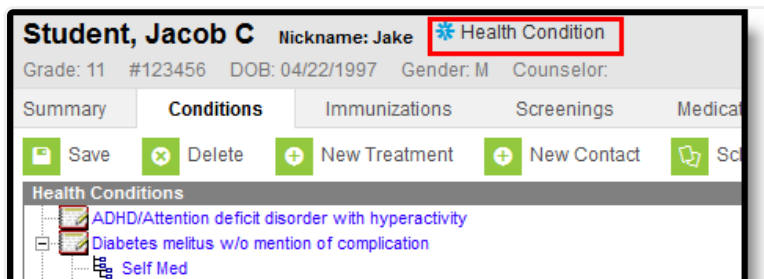 Student, Jacob C Nickname: Jake Health Condition
Grade: 11 #123456 DOB: 04/22/1997 Gender: M Counselor:
Summary Conditions Immunizations Screenings Medicat
Save Delete New Treatment New Contact Scl
Health Conditions
ADHD/Attention deficit disorder with hyperactivity
Diabetes melitus w/o mention of complication
Self Med